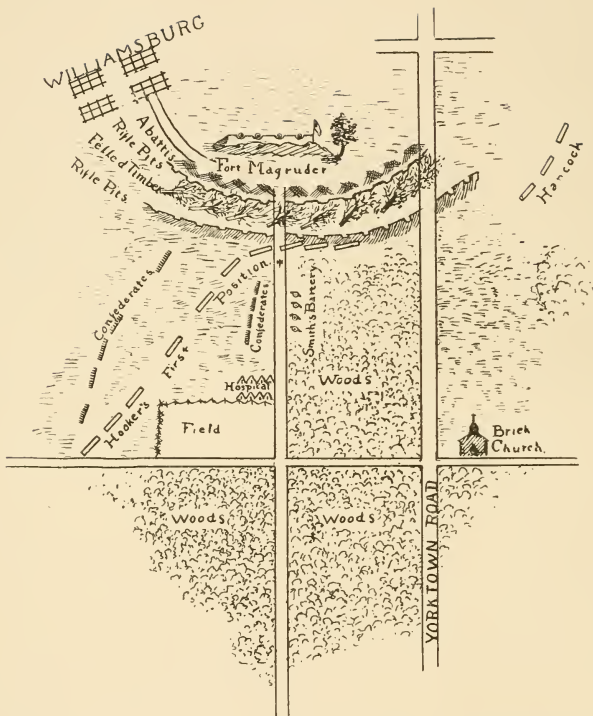 WILLIAMSBURG
Abattis
Rifle Pits
Felled Timber
Rifle Pits
Fort Magruder
Hancock
Confederates
Hooker's First Position.
Confederates
Smith's Battery
Hospital
Woods
Field
Brick
Church.
Woods
Woods
YORKTOWN ROAD